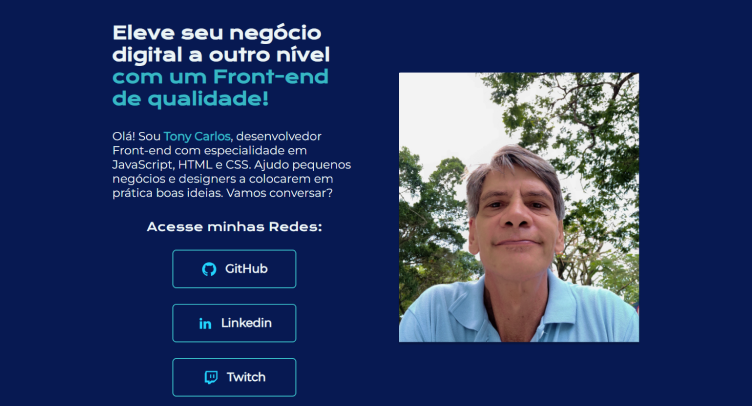 Eleve seu negócio
digital a outro nível
com um Front-end
de qualidade!
Olá! Sou Tony Carlos, desenvolvedor
Front-end com especialidade em
JavaScript, HTML e CSS. Ajudo pequenos
negócios e designers a colocarem em
prática boas ideias. Vamos conversar?
Acesse minhas Redes:
GitHub
Linkedin
Twitch